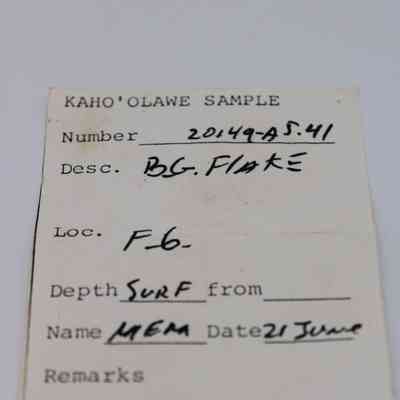 KAHO'OLAWE SAMPLE
Number 20149-A5.41
Desc. BG. FLAKE
Loc. F-6-
Depth SURF from
Name MEM Date 21 June
Remarks